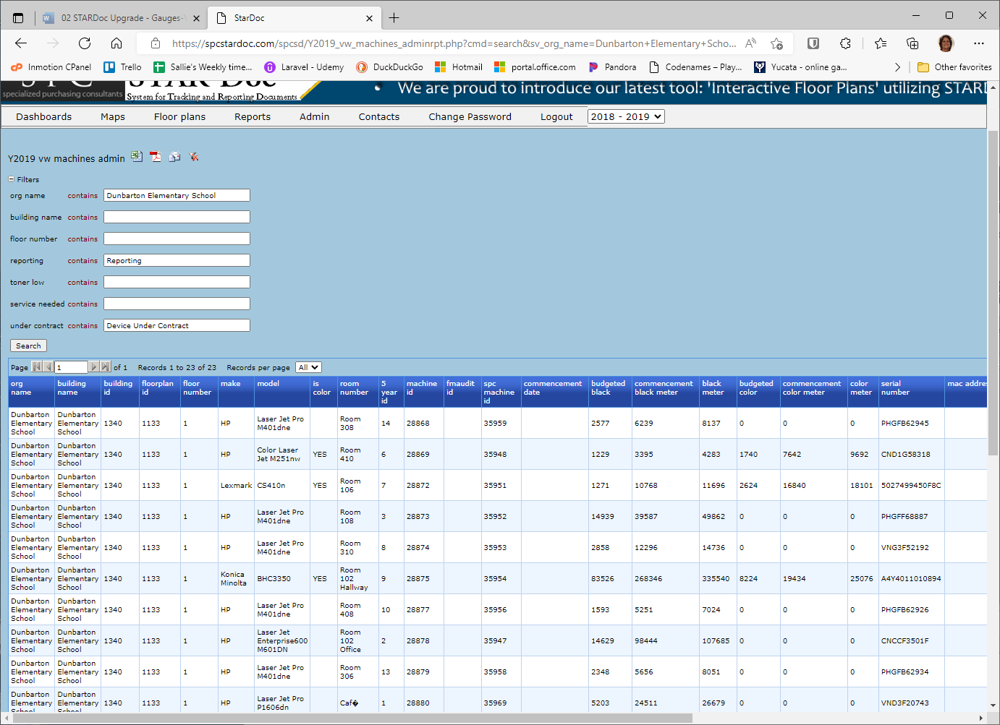 02 STARDoc Upgrade - Gauges-
StarDoc
https://spcstardoc.com/spcsd/Y2019_vw_machines_adminrpt.php?cmd=search&sv_org_name=Dunbarton+Elementary+Scho...
Inmotion CPanel Trello Sallie's Weekly time... Laravel - Udemy DuckDuckGo Hotmail portal.office.com Pandora Codenames – Play... Yucata - online ga... Other favorites
specialized purchasing consultants
System for Tracking and Reporting Documents
• We are proud to introduce our latest tool: 'Interactive Floor Plans' utilizing STARD
Dashboards Maps Floor plans Reports Admin Contacts Change Password Logout 2018 - 2019
Y2019 vw machines admin
Filters
org name contains Dunbarton Elementary School
building name contains
floor number contains
reporting contains Reporting
toner low contains
service needed contains
under contract contains Device Under Contract
Search
Page 1 of 1 Records 1 to 23 of 23 Records per page All
org name building name building id floorplan id floor number make model is color room number 5 year id machine id fmaudit id spc machine id commencement date budgeted black commencement black meter black meter budgeted color commencement color meter color meter serial number mac addres
Dunbarton Elementary School Dunbarton Elementary School 1340 1133 1 HP Laser Jet Pro M401dne Room 308 14 28868 35959 2577 6239 8137 0 0 0 PHGFB62945
Dunbarton Elementary School Dunbarton Elementary School 1340 1133 1 HP Color Laser Jet M251nw YES Room 410 6 28869 35948 1229 3395 4283 1740 7642 9692 CND1G58318
Dunbarton Elementary School Dunbarton Elementary School 1340 1133 1 Lexmark CS410n YES Room 106 7 28872 35951 1271 10768 11696 2624 16840 18101 5027499450F8C
Dunbarton Elementary School Dunbarton Elementary School 1340 1133 1 HP Laser Jet Pro M401dne Room 108 3 28873 35952 14939 39587 49862 0 0 0 PHGFF68887
Dunbarton Elementary School Dunbarton Elementary School 1340 1133 1 HP Laser Jet Pro M401dne Room 310 8 28874 35953 2858 12296 14736 0 0 0 VNG3F52192
Dunbarton Elementary School Dunbarton Elementary School 1340 1133 1 Konica Minolta BHC3350 YES Room 102 Hallway 9 28875 35954 83526 268346 335540 8224 19434 25076 A4Y4011010894
Dunbarton Elementary School Dunbarton Elementary School 1340 1133 1 HP Laser Jet Pro M401dne Room 408 10 28877 35956 1593 5251 7024 0 0 0 PHGFB62926
Dunbarton Elementary School Dunbarton Elementary School 1340 1133 1 HP Laser Jet Enterprise600 M601DN Room 102 Office 2 28878 35947 14629 98444 107685 0 0 0 CNCCF3501F
Dunbarton Elementary School Dunbarton Elementary School 1340 1133 1 HP Laser Jet Pro M401dne Room 306 13 28879 35958 2348 5656 8051 0 0 0 PHGFB62934
Dunbarton Elementary School Dunbarton Elementary School 1340 1133 1 HP Laser Jet Pro P1606dn Caf� 1 28880 35969 5203 24511 26679 0 0 0 VND3F20743